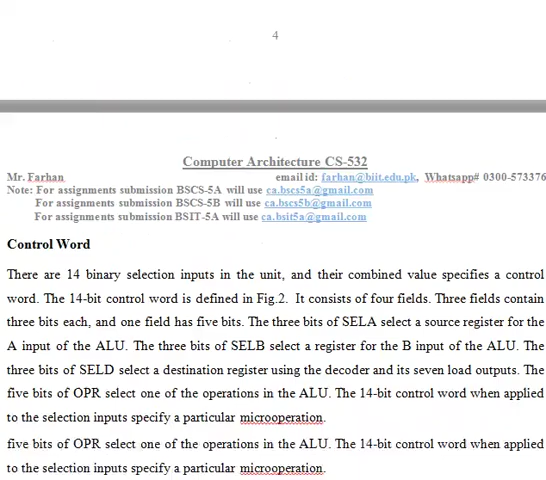 4
Computer Architecture CS-532
Mr. Farhan email id: farhan@biit.edu.pk, Whatsapp# 0300-573376
Note: For assignments submission BSCS-5A will use ca.bscs5a@gmail.com
For assignments submission BSCS-5B will use ca.bscs5b@gmail.com
For assignments submission BSIT-5A will use ca.bsit5a@gmail.com
Control Word
There are 14 binary selection inputs in the unit, and their combined value specifies a control
word. The 14-bit control word is defined in Fig.2. It consists of four fields. Three fields contain
three bits each, and one field has five bits. The three bits of SELA select a source register for the
A input of the ALU. The three bits of SELB select a register for the B input of the ALU. The
three bits of SELD select a destination register using the decoder and its seven load outputs. The
five bits of OPR select one of the operations in the ALU. The 14-bit control word when applied
to the selection inputs specify a particular microoperation.
five bits of OPR select one of the operations in the ALU. The 14-bit control word when applied
to the selection inputs specify a particular microoperation.